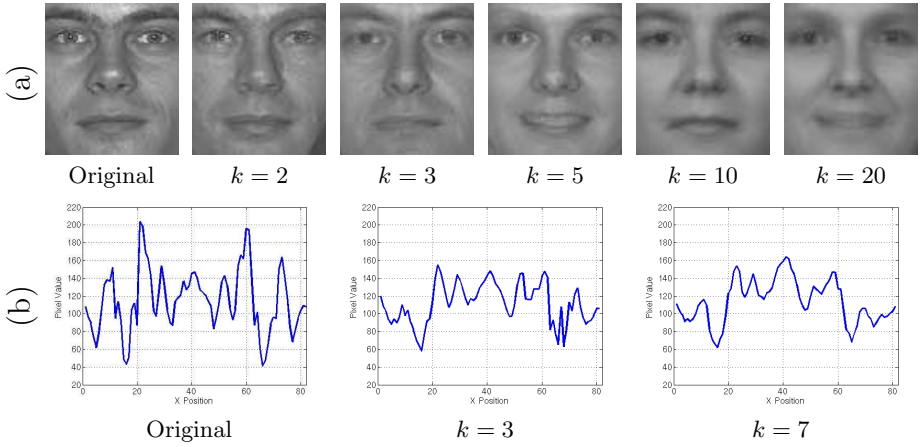 (a)
Original k = 2 k = 3 k = 5 k = 10 k = 20
(b)
220 200 180 160 140 120 100 80 60 40 20
Pixel Value
0 20 40 60 80
X Position
Original
220 200 180 160 140 120 100 80 60 40 20
Pixel Value
0 20 40 60 80
X Position
k = 3
220 200 180 160 140 120 100 80 60 40 20
Pixel Value
0 20 40 60 80
X Position
k = 7